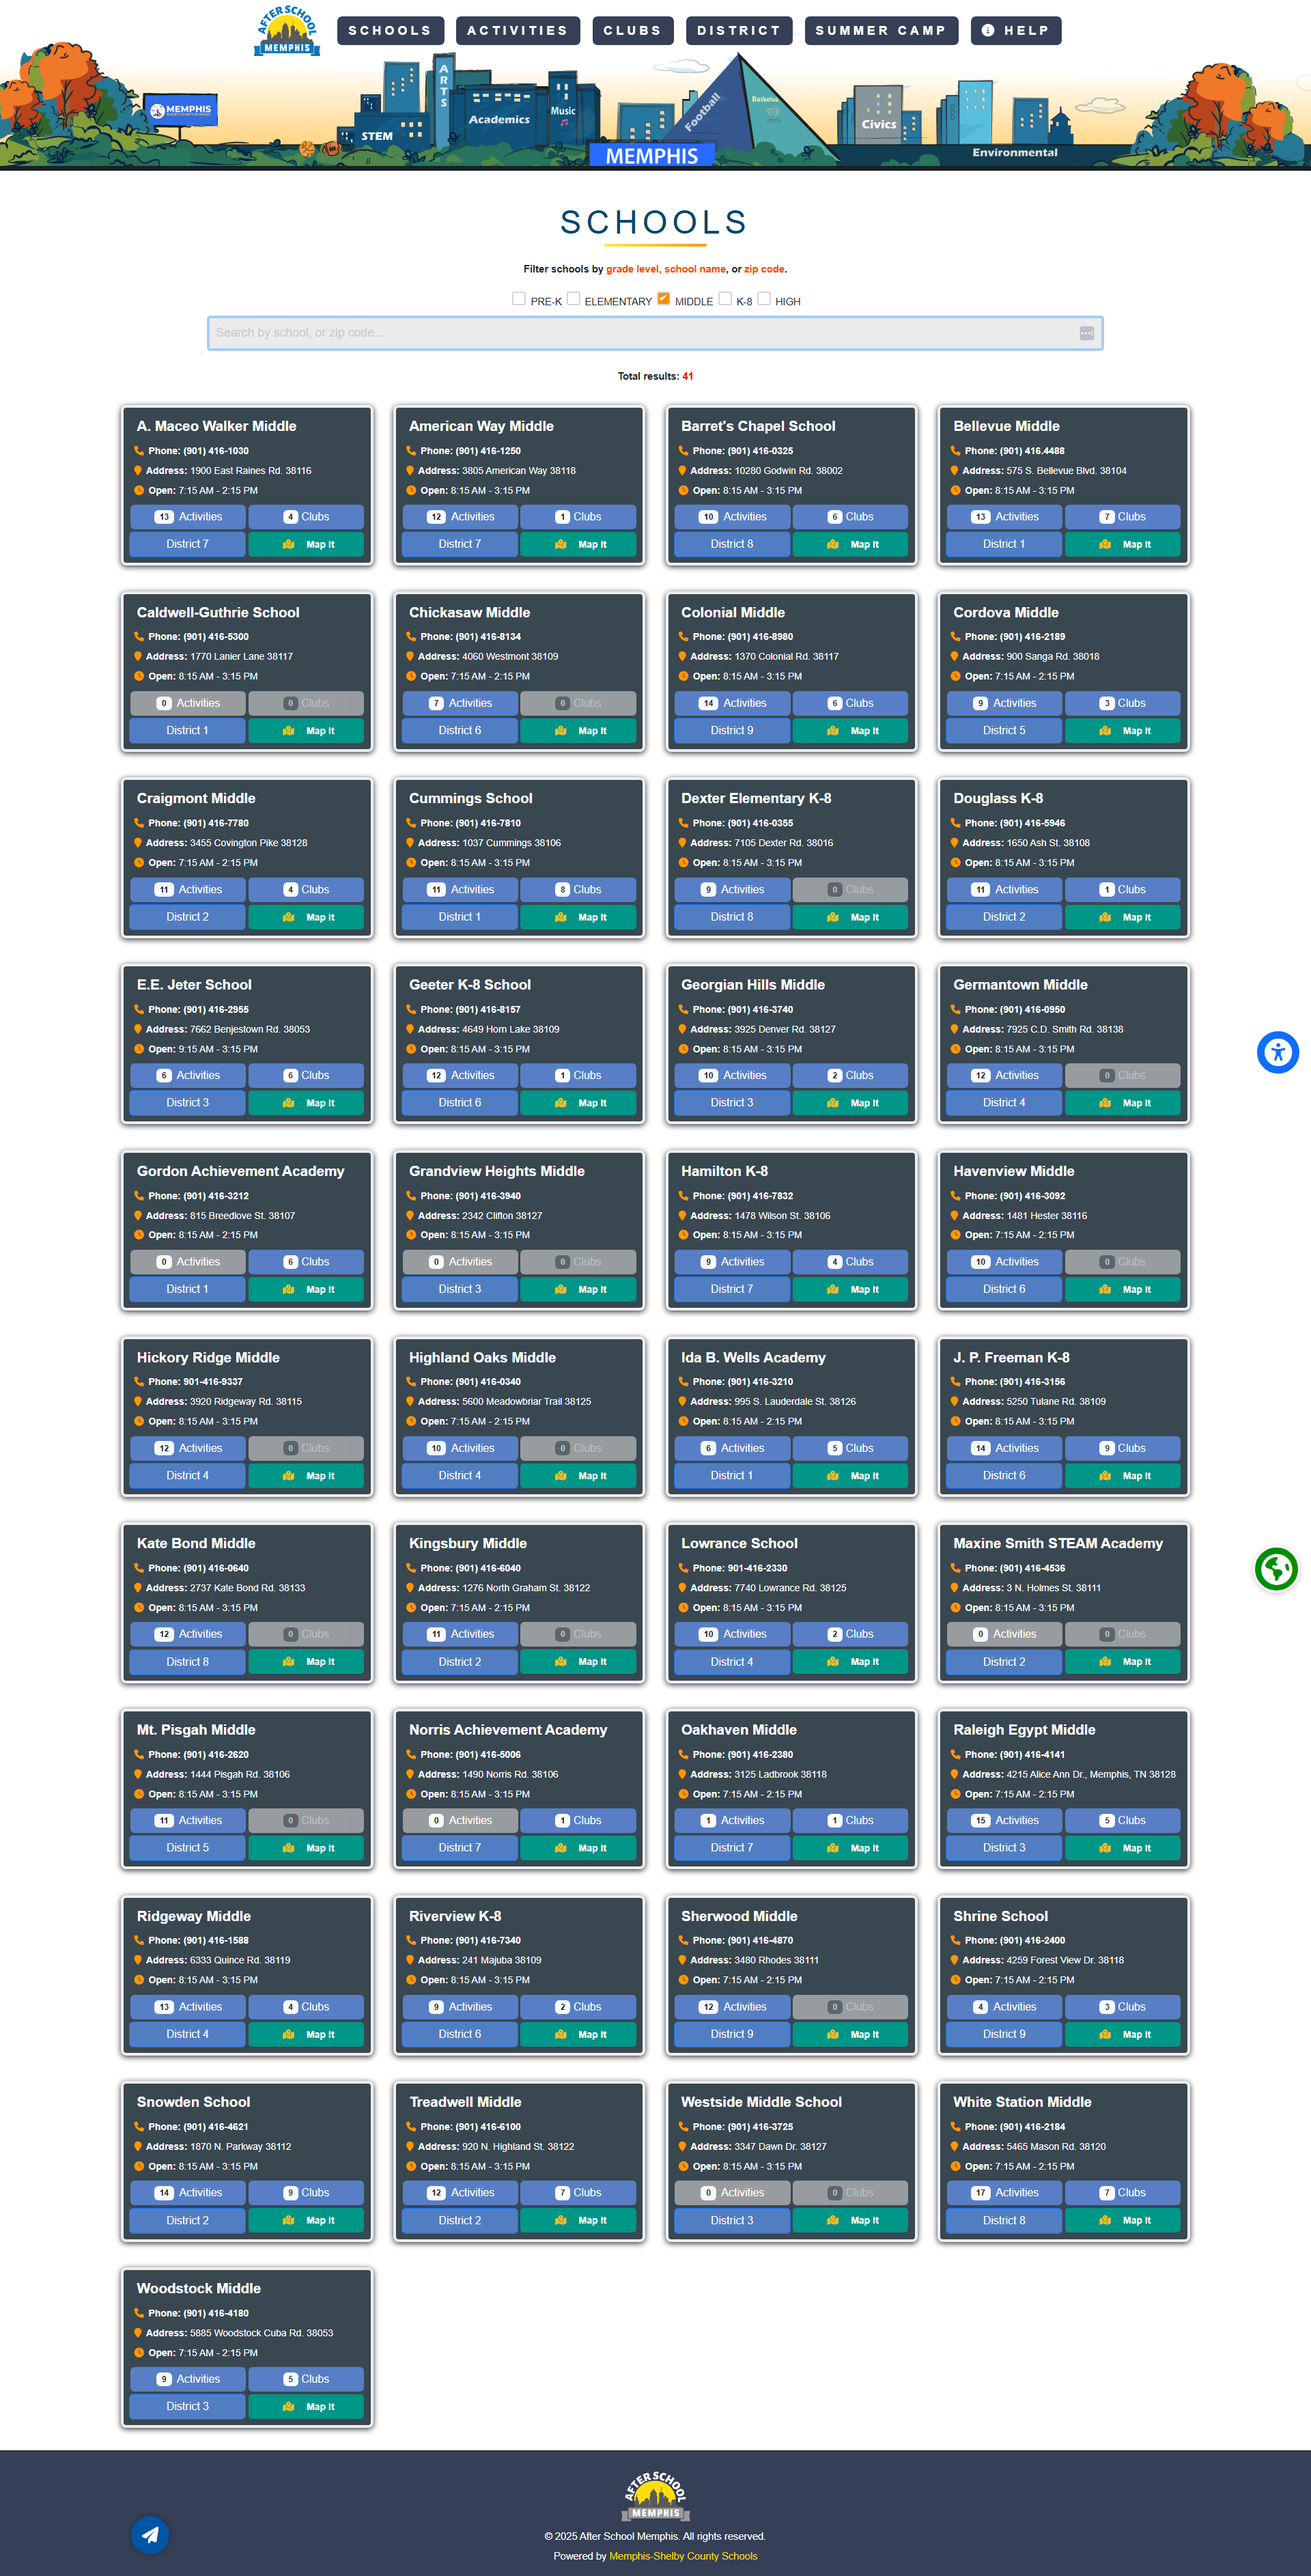 AFTER SCHOOL
MEMPHIS
SCHOOLS
ACTIVITIES
CLUBS
DISTRICT
SUMMER CAMP
HELP
MEMPHIS
STEM
ARTS
Academics
Music
MEMPHIS
Football
Basketball
Civics
Environmental
SCHOOLS
Filter schools by grade level, school name, or zip code.
PRE-K ELEMENTARY MIDDLE K-8 HIGH
Search by school, or zip code...
Total results: 41
A. Maceo Walker Middle
Phone: (901) 416-1030
Address: 1900 East Raines Rd. 38116
Open: 7:15 AM - 2:15 PM
13 Activities 4 Clubs
District 7 Map It
American Way Middle
Phone: (901) 416-1250
Address: 3805 American Way 38118
Open: 8:15 AM - 3:15 PM
12 Activities 1 Clubs
District 7 Map It
Barret's Chapel School
Phone: (901) 416-0325
Address: 10280 Godwin Rd. 38002
Open: 8:15 AM - 3:15 PM
10 Activities 6 Clubs
District 8 Map It
Bellevue Middle
Phone: (901) 416.4488
Address: 575 S. Bellevue Blvd. 38104
Open: 8:15 AM - 3:15 PM
13 Activities 7 Clubs
District 1 Map It
Caldwell-Guthrie School
Phone: (901) 416-5300
Address: 1770 Lanier Lane 38117
Open: 8:15 AM - 3:15 PM
0 Activities 0 Clubs
District 1 Map It
Chickasaw Middle
Phone: (901) 416-8134
Address: 4060 Westmont 38109
Open: 7:15 AM - 2:15 PM
7 Activities 0 Clubs
District 6 Map It
Colonial Middle
Phone: (901) 416-8980
Address: 1370 Colonial Rd. 38117
Open: 8:15 AM - 3:15 PM
14 Activities 6 Clubs
District 9 Map It
Cordova Middle
Phone: (901) 416-2189
Address: 900 Sanga Rd. 38018
Open: 7:15 AM - 2:15 PM
9 Activities 3 Clubs
District 5 Map It
Craigmont Middle
Phone: (901) 416-7780
Address: 3455 Covington Pike 38128
Open: 7:15 AM - 2:15 PM
11 Activities 4 Clubs
District 2 Map It
Cummings School
Phone: (901) 416-7810
Address: 1037 Cummings 38106
Open: 8:15 AM - 3:15 PM
11 Activities 8 Clubs
District 1 Map It
Dexter Elementary K-8
Phone: (901) 416-0355
Address: 7105 Dexter Rd. 38016
Open: 8:15 AM - 3:15 PM
9 Activities 0 Clubs
District 8 Map It
Douglass K-8
Phone: (901) 416-5946
Address: 1650 Ash St. 38108
Open: 8:15 AM - 3:15 PM
11 Activities 1 Clubs
District 2 Map It
E.E. Jeter School
Phone: (901) 416-2955
Address: 7662 Benjestown Rd. 38053
Open: 9:15 AM - 3:15 PM
6 Activities 6 Clubs
District 3 Map It
Geeter K-8 School
Phone: (901) 416-8157
Address: 4649 Horn Lake 38109
Open: 8:15 AM - 3:15 PM
12 Activities 1 Clubs
District 6 Map It
Georgian Hills Middle
Phone: (901) 416-3740
Address: 3925 Denver Rd. 38127
Open: 8:15 AM - 3:15 PM
10 Activities 2 Clubs
District 3 Map It
Germantown Middle
Phone: (901) 416-0950
Address: 7925 C.D. Smith Rd. 38138
Open: 8:15 AM - 3:15 PM
12 Activities 0 Clubs
District 4 Map It
Gordon Achievement Academy
Phone: (901) 416-3212
Address: 815 Breedlove St. 38107
Open: 8:15 AM - 2:15 PM
0 Activities 6 Clubs
District 1 Map It
Grandview Heights Middle
Phone: (901) 416-3940
Address: 2342 Clifton 38127
Open: 8:15 AM - 3:15 PM
0 Activities 0 Clubs
District 3 Map It
Hamilton K-8
Phone: (901) 416-7832
Address: 1478 Wilson St. 38106
Open: 8:15 AM - 3:15 PM
9 Activities 4 Clubs
District 7 Map It
Havenview Middle
Phone: (901) 416-3092
Address: 1481 Hester 38116
Open: 7:15 AM - 2:15 PM
10 Activities 0 Clubs
District 6 Map It
Hickory Ridge Middle
Phone: 901-416-9337
Address: 3920 Ridgeway Rd. 38115
Open: 8:15 AM - 3:15 PM
12 Activities 0 Clubs
District 4 Map It
Highland Oaks Middle
Phone: (901) 416-0340
Address: 5600 Meadowbriar Trail 38125
Open: 7:15 AM - 2:15 PM
10 Activities 0 Clubs
District 4 Map It
Ida B. Wells Academy
Phone: (901) 416-3210
Address: 995 S. Lauderdale St. 38126
Open: 8:15 AM - 2:15 PM
6 Activities 5 Clubs
District 1 Map It
J. P. Freeman K-8
Phone: (901) 416-3156
Address: 5250 Tulane Rd. 38109
Open: 8:15 AM - 3:15 PM
14 Activities 9 Clubs
District 6 Map It
Kate Bond Middle
Phone: (901) 416-0640
Address: 2737 Kate Bond Rd. 38133
Open: 8:15 AM - 3:15 PM
12 Activities 0 Clubs
District 8 Map It
Kingsbury Middle
Phone: (901) 416-6040
Address: 1276 North Graham St. 38122
Open: 7:15 AM - 2:15 PM
11 Activities 0 Clubs
District 2 Map It
Lowrance School
Phone: 901-416-2330
Address: 7740 Lowrance Rd. 38125
Open: 8:15 AM - 3:15 PM
10 Activities 2 Clubs
District 4 Map It
Maxine Smith STEAM Academy
Phone: (901) 416-4536
Address: 3 N. Holmes St. 38111
Open: 8:15 AM - 3:15 PM
0 Activities 0 Clubs
District 2 Map It
Mt. Pisgah Middle
Phone: (901) 416-2620
Address: 1444 Pisgah Rd. 38106
Open: 8:15 AM - 3:15 PM
11 Activities 0 Clubs
District 5 Map It
Norris Achievement Academy
Phone: (901) 416-5006
Address: 1490 Norris Rd. 38106
Open: 8:15 AM - 3:15 PM
0 Activities 1 Clubs
District 7 Map It
Oakhaven Middle
Phone: (901) 416-2380
Address: 3125 Ladbrook 38118
Open: 7:15 AM - 2:15 PM
1 Activities 1 Clubs
District 7 Map It
Raleigh Egypt Middle
Phone: (901) 416-4141
Address: 4215 Alice Ann Dr., Memphis, TN 38128
Open: 7:15 AM - 2:15 PM
15 Activities 5 Clubs
District 3 Map It
Ridgeway Middle
Phone: (901) 416-1588
Address: 6333 Quince Rd. 38119
Open: 8:15 AM - 3:15 PM
13 Activities 4 Clubs
District 4 Map It
Riverview K-8
Phone: (901) 416-7340
Address: 241 Majuba 38109
Open: 8:15 AM - 3:15 PM
9 Activities 2 Clubs
District 6 Map It
Sherwood Middle
Phone: (901) 416-4870
Address: 3480 Rhodes 38111
Open: 7:15 AM - 2:15 PM
12 Activities 0 Clubs
District 9 Map It
Shrine School
Phone: (901) 416-2400
Address: 4259 Forest View Dr. 38118
Open: 7:15 AM - 2:15 PM
4 Activities 3 Clubs
District 9 Map It
Snowden School
Phone: (901) 416-4621
Address: 1870 N. Parkway 38112
Open: 8:15 AM - 3:15 PM
14 Activities 9 Clubs
District 2 Map It
Treadwell Middle
Phone: (901) 416-6100
Address: 920 N. Highland St. 38122
Open: 8:15 AM - 3:15 PM
12 Activities 7 Clubs
District 2 Map It
Westside Middle School
Phone: (901) 416-3725
Address: 3347 Dawn Dr. 38127
Open: 8:15 AM - 3:15 PM
0 Activities 0 Clubs
District 3 Map It
White Station Middle
Phone: (901) 416-2184
Address: 5465 Mason Rd. 38120
Open: 7:15 AM - 2:15 PM
17 Activities 7 Clubs
District 8 Map It
Woodstock Middle
Phone: (901) 416-4180
Address: 5885 Woodstock Cuba Rd. 38053
Open: 7:15 AM - 2:15 PM
9 Activities 5 Clubs
District 3 Map It
AFTER SCHOOL
MEMPHIS
© 2025 After School Memphis. All rights reserved.
Powered by Memphis-Shelby County Schools